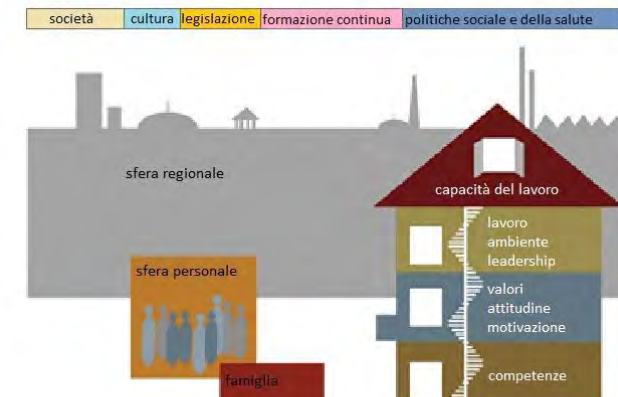 società cultura legislazione formazione continua politiche sociale e della salute
sfera regionale
capacità del lavoro
lavoro
ambiente
leadership
sfera personale
valori
attitudine
motivazione
famiglia
competenze